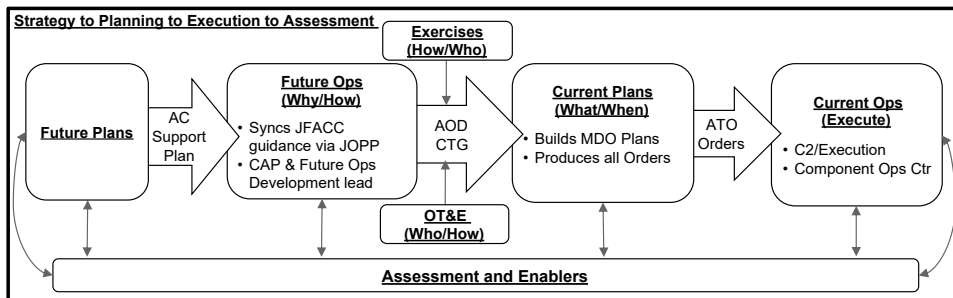 Strategy to Planning to Execution to Assessment
Exercises
(How/Who)
Future Plans
AC
Support
Plan
Future Ops
(Why/How)
• Syncs JFACC
guidance via JOPP
• CAP & Future Ops
Development lead
AOD
CTG
OT&E
(Who/How)
Current Plans
(What/When)
• Builds MDO Plans
• Produces all Orders
ATO
Orders
Current Ops
(Execute)
• C2/Execution
• Component Ops Ctr
Assessment and Enablers